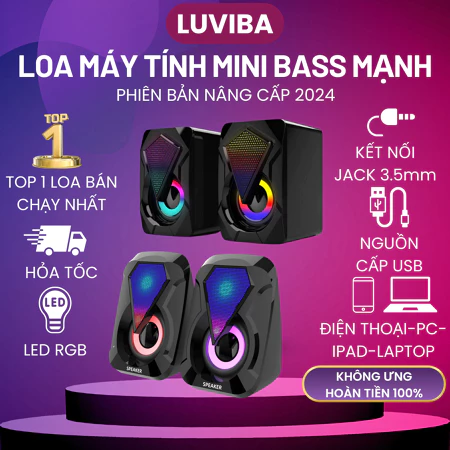 LUVIBA
LOA MÁY TÍNH MINI BASS MẠNH
PHIÊN BẢN NÂNG CẤP 2024
TOP
1
TOP 1 LOA BÁN
CHẠY NHẤT
HỎA TỐC
LED
LED RGB
KẾT NỐI
JACK 3.5mm
NGUỒN
CẤP USB
ĐIỆN THOẠI-PC-
IPAD-LAPTOP
KHÔNG ƯNG
HOÀN TIỀN 100%
SPEAKER
SPEAKER